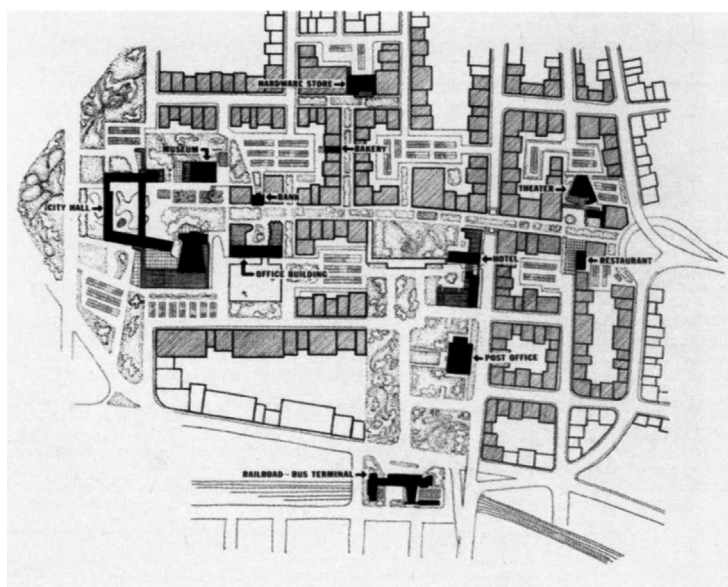 HARDWARE STORE
MUSEUM
BAKERY
THEATER
CITY HALL
BANK
OFFICE BUILDING
HOTEL
RESTAURANT
POST OFFICE
RAILROAD-BUS TERMINAL